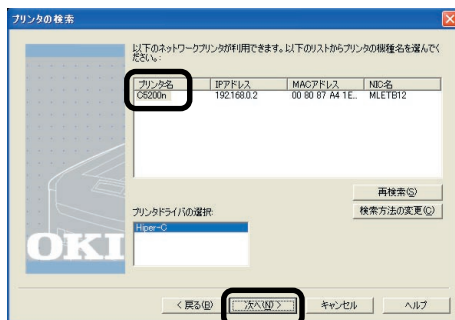 プリンタの検索
以下のネットワークプリンタが利用できます。以下のリストからプリンタの機種名を選んでく
ださい。:
プリンタ名 IPアドレス MACアドレス NIC名
C5200n 192.168.0.2 00 80 87 A4 1E... MLETB12
再検索(S)
プリンタドライバの選択: 検索方法の変更(C)
Hiper-C
OKI
< 戻る(B) 次へ(N) > キャンセル ヘルプ